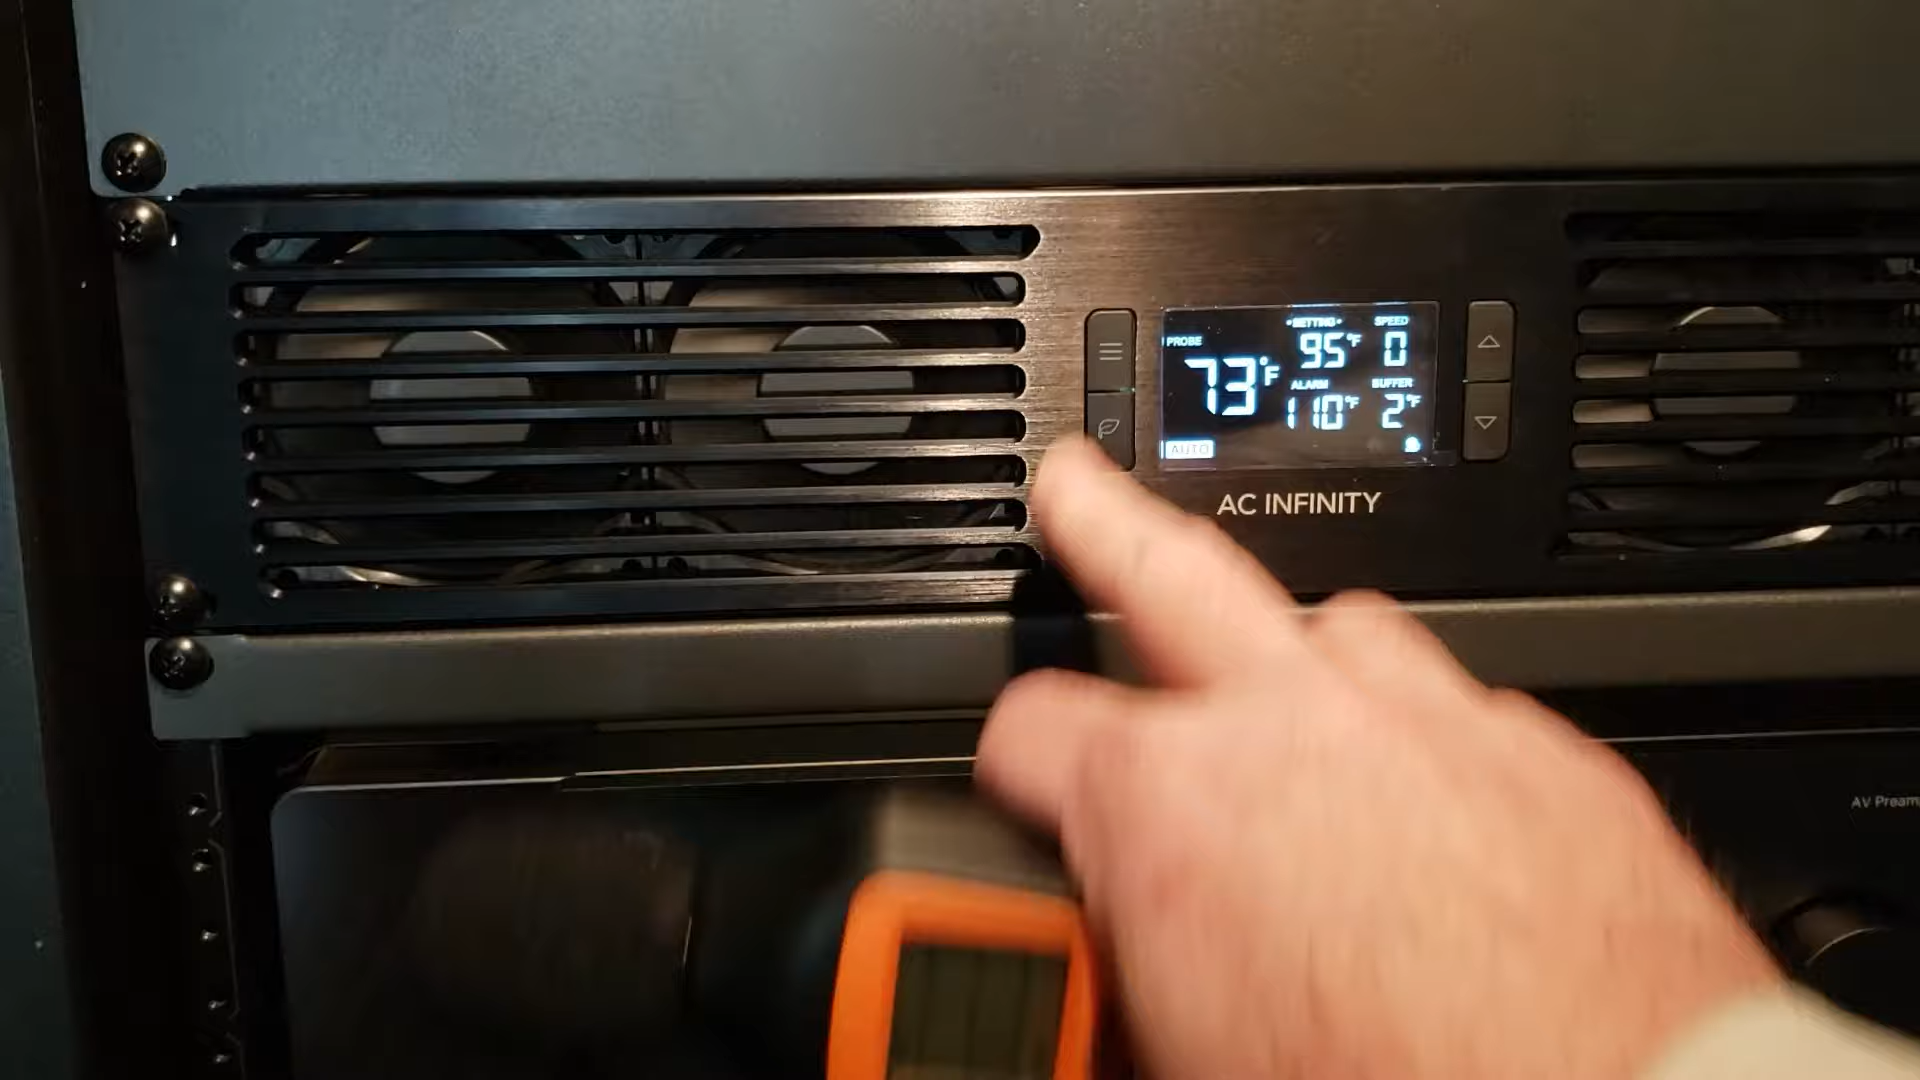 PROBE
73°F
•SETTING•
95°F
SPEED
0
ALARM
110°F
BUFFER
2°F
AUTO
AC INFINITY
AV Pream